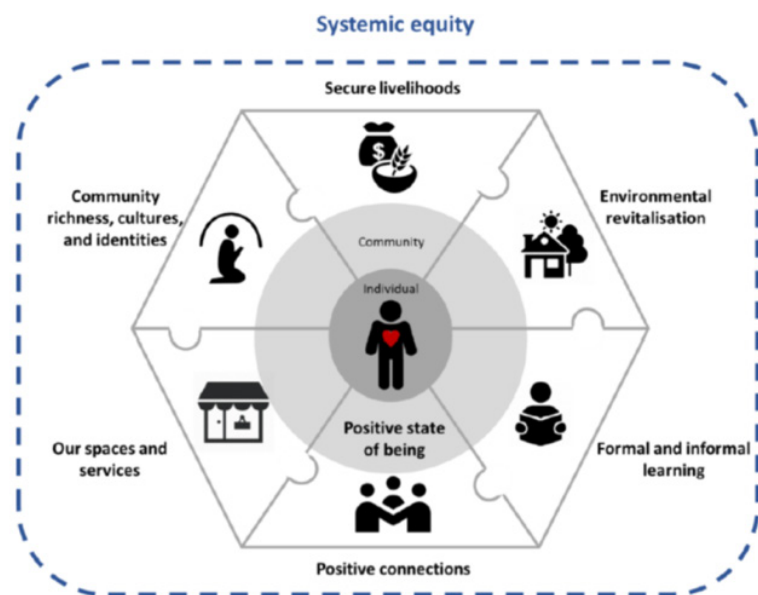 Systemic equity
Secure livelihoods
Community
richness, cultures,
and identities
Environmental
revitalisation
$
Community
Individual
Positive state
of being
Our spaces and
services
Formal and informal
learning
Positive connections